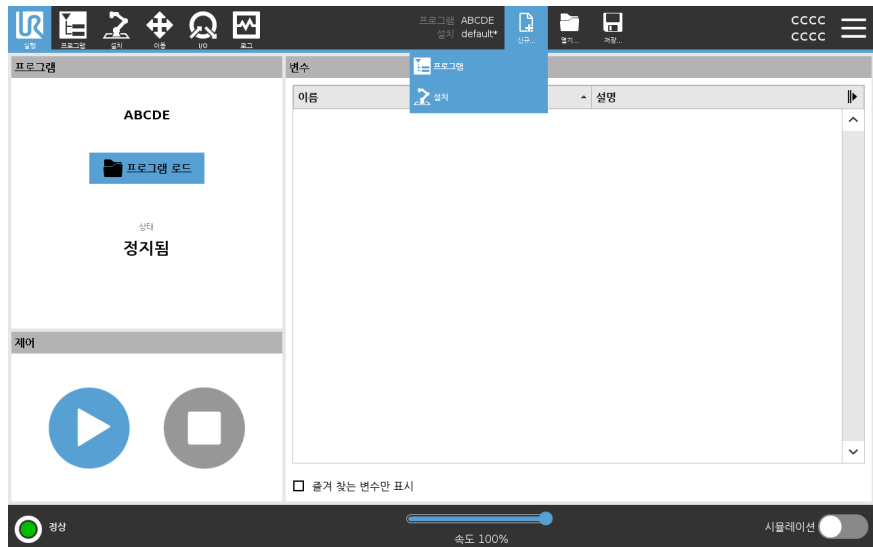 UR
실행
프로그램
설치
이동
I/O
로그
프로그램 ABCDE
설치 default*
신규...
열기...
저장...
cccc
cccc
프로그램
ABCDE
프로그램 로드
상태
정지됨
제어
변수
프로그램
설치
이름
설명
즐겨 찾는 변수만 표시
정상
속도 100%
시뮬레이션